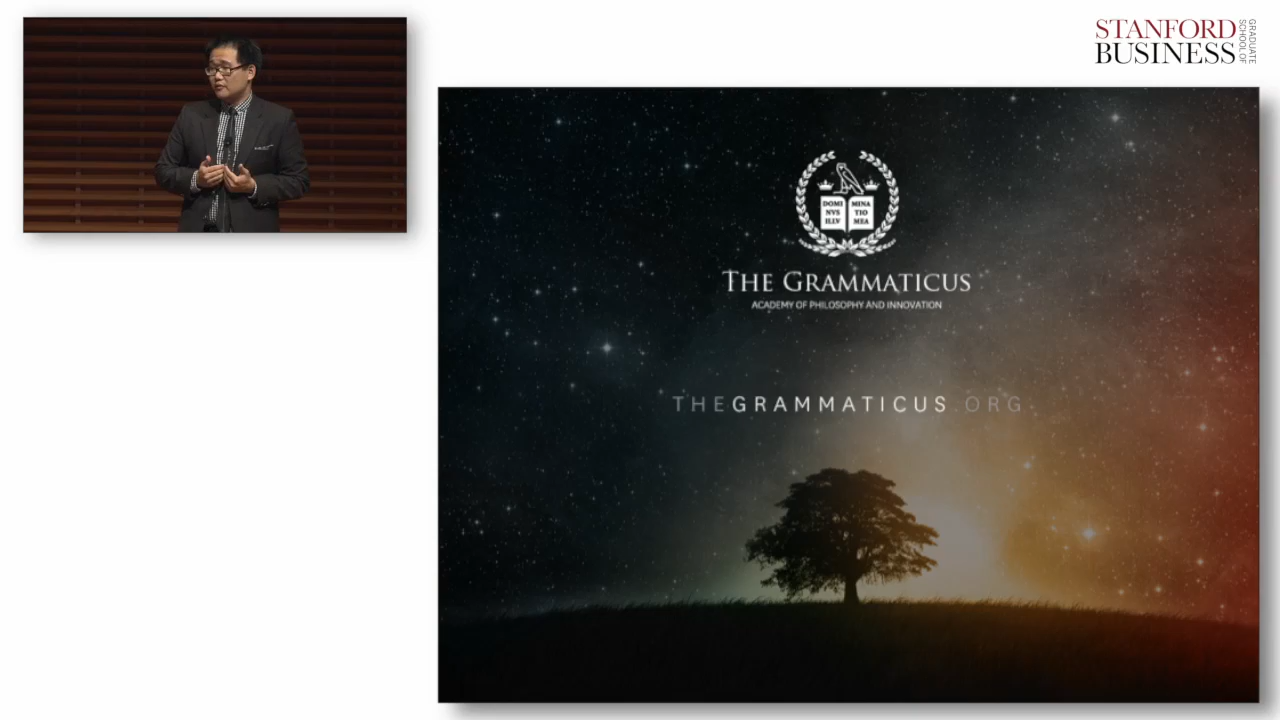 STANFORD
BUSINESS
GRADUATE
SCHOOL OF
DOMI
NVS
ILLV
MINA
TIO
MEA
THE GRAMMATICUS
ACADEMY OF PHILOSOPHY AND INNOVATION
THEGRAMMATICUS.ORG